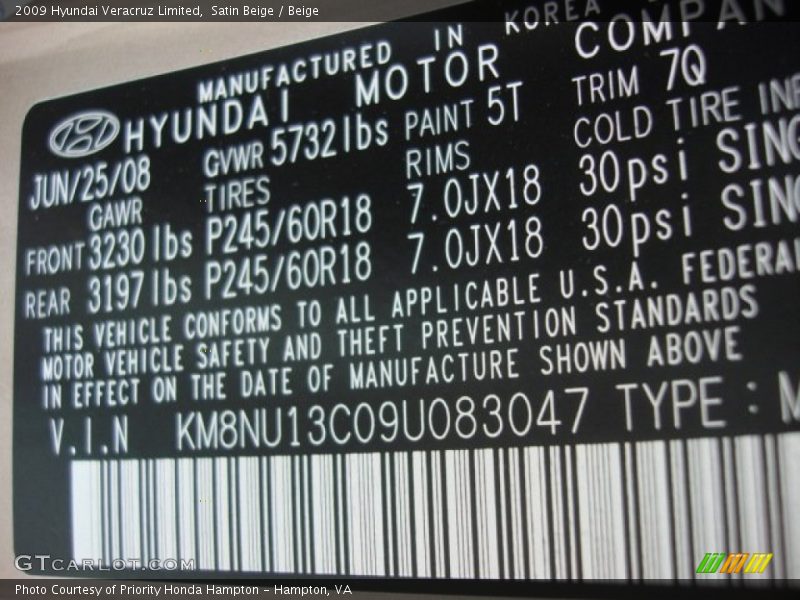 2009 Hyundai Veracruz Limited, Satin Beige / Beige
MANUFACTURED IN KOREA
HYUNDAI MOTOR COMPAN
JUN/25/08 GVWR 5732 lbs PAINT 5T TRIM 7Q
GAWR TIRES RIMS COLD TIRE INF
FRONT 3230 lbs P245/60R18 7.0JX18 30psi SING
REAR 3197 lbs P245/60R18 7.0JX18 30psi SING
THIS VEHICLE CONFORMS TO ALL APPLICABLE U.S.A. FEDERAL
MOTOR VEHICLE SAFETY AND THEFT PREVENTION STANDARDS
IN EFFECT ON THE DATE OF MANUFACTURE SHOWN ABOVE
V.I.N KM8NU13C09U083047 TYPE : M
GTCARLOT.COM
Photo Courtesy of Priority Honda Hampton – Hampton, VA